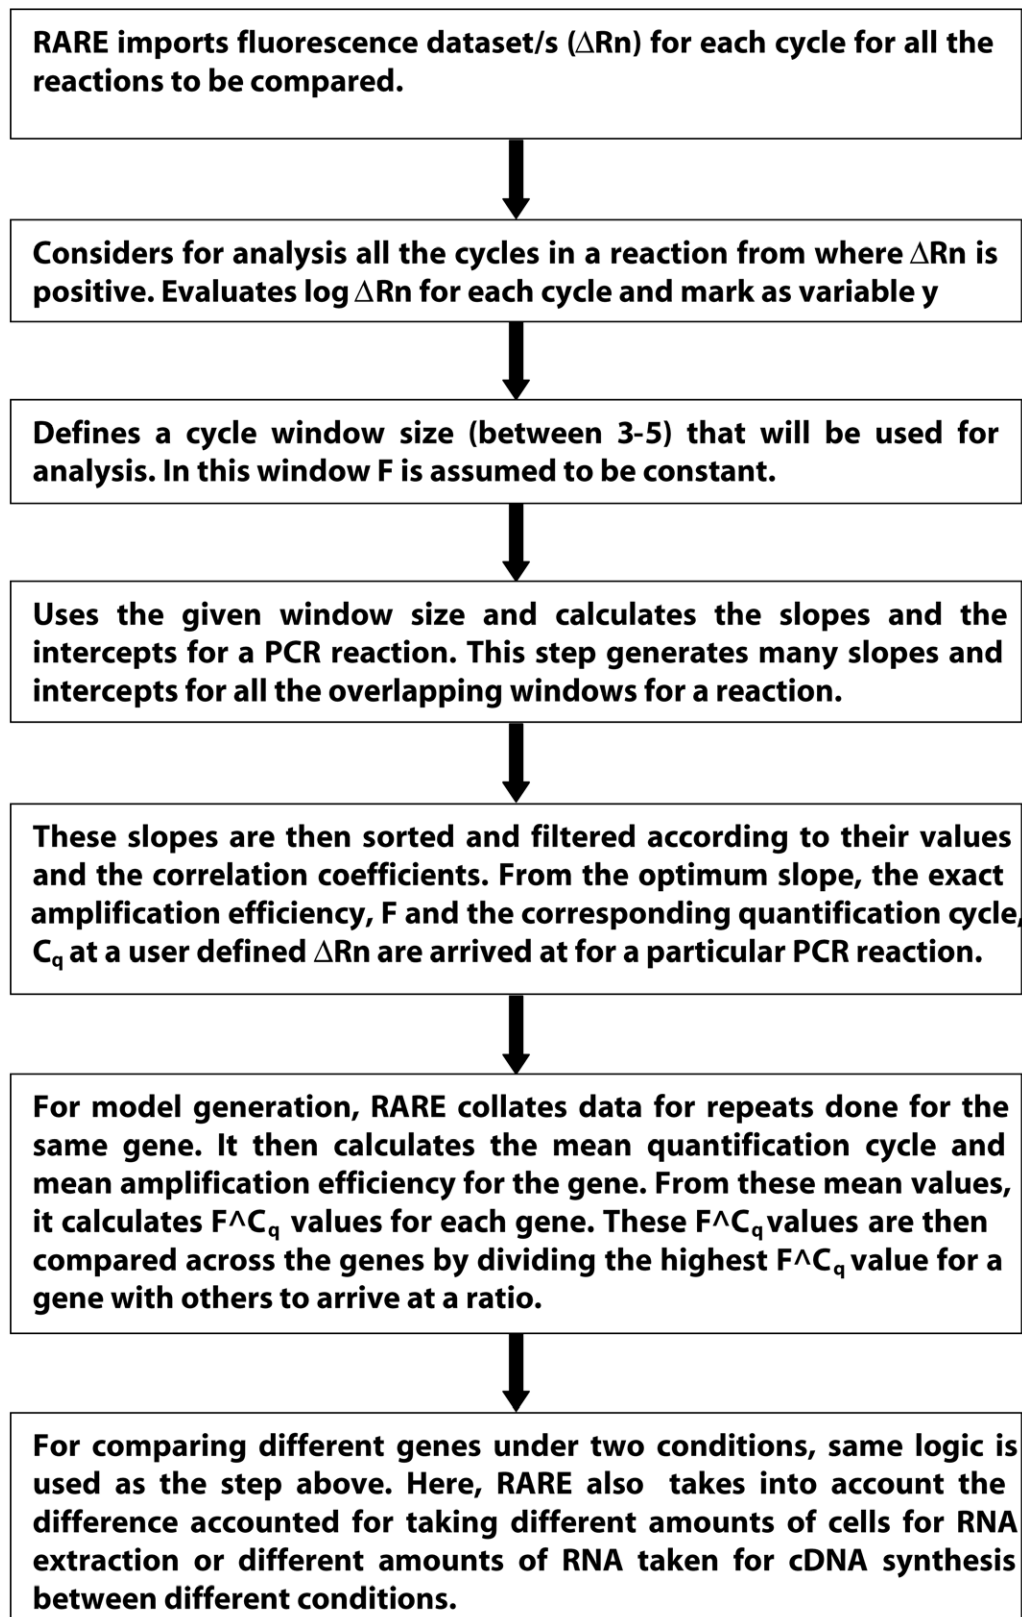 RARE imports fluorescence dataset/s (ΔRn) for each cycle for all the
reactions to be compared.
Considers for analysis all the cycles in a reaction from where ΔRn is
positive. Evaluates log ΔRn for each cycle and mark as variable y
Defines a cycle window size (between 3-5) that will be used for
analysis. In this window F is assumed to be constant.
Uses the given window size and calculates the slopes and the
intercepts for a PCR reaction. This step generates many slopes and
intercepts for all the overlapping windows for a reaction.
These slopes are then sorted and filtered according to their values
and the correlation coefficients. From the optimum slope, the exact
amplification efficiency, F and the corresponding quantification cycle,
Cq at a user defined ΔRn are arrived at for a particular PCR reaction.
For model generation, RARE collates data for repeats done for the
same gene. It then calculates the mean quantification cycle and
mean amplification efficiency for the gene. From these mean values,
it calculates F^Cq values for each gene. These F^Cq values are then
compared across the genes by dividing the highest F^Cq value for a
gene with others to arrive at a ratio.
For comparing different genes under two conditions, same logic is
used as the step above. Here, RARE also takes into account the
difference accounted for taking different amounts of cells for RNA
extraction or different amounts of RNA taken for cDNA synthesis
between different conditions.